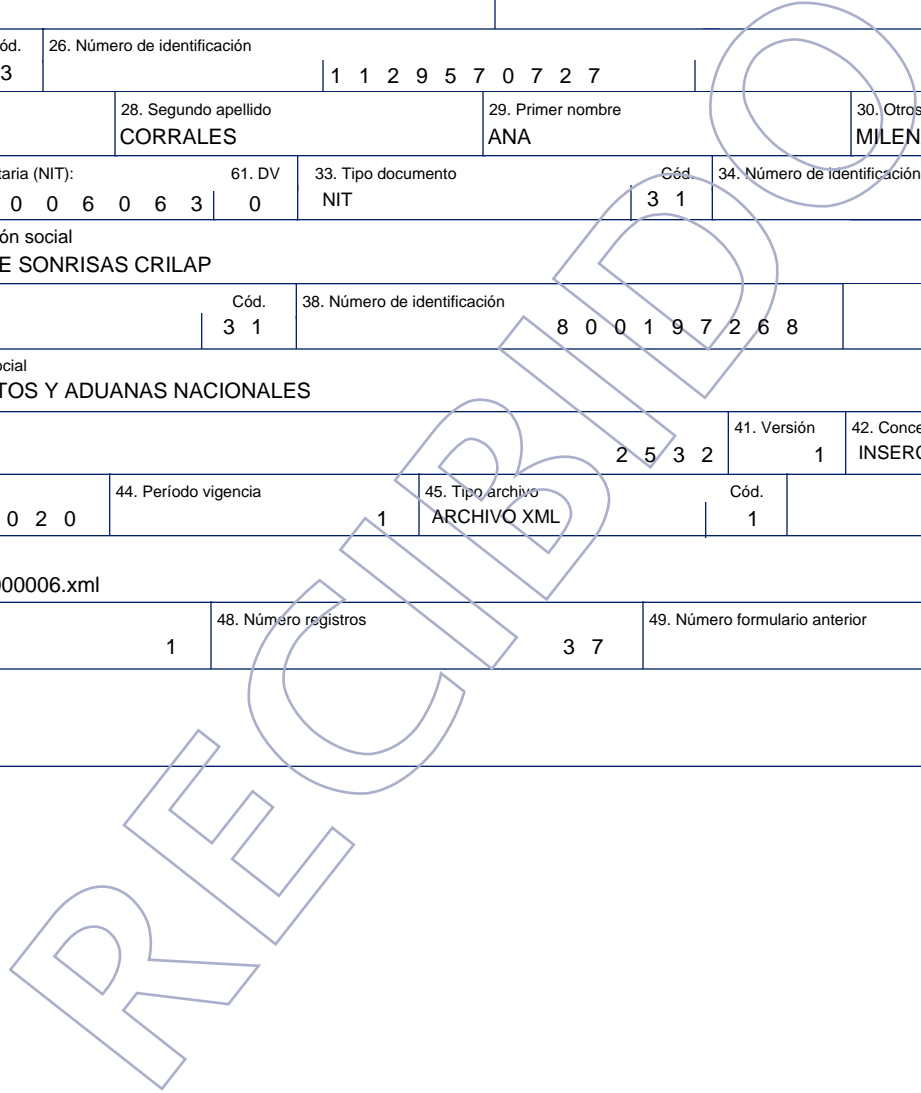 ód. 26. Número de identificación
3 1 1 2 9 5 7 0 7 2 7
28. Segundo apellido 29. Primer nombre 30. Otros
CORRALES ANA MILEN
taria (NIT): 61. DV 33. Tipo documento Cód. 34. Número de identificación
0 0 6 0 6 3 0 NIT 3 1
ón social
E SONRISAS CRILAP
Cód. 38. Número de identificación
3 1 8 0 0 1 9 7 2 6 8
ocial
TOS Y ADUANAS NACIONALES
41. Versión 42. Conce
2 5 3 2 1 INSERC
44. Período vigencia 45. Tipo archivo Cód.
0 2 0 1 ARCHIVO XML 1
000006.xml
48. Número registros 49. Número formulario anterior
1 3 7
RECIBIDO